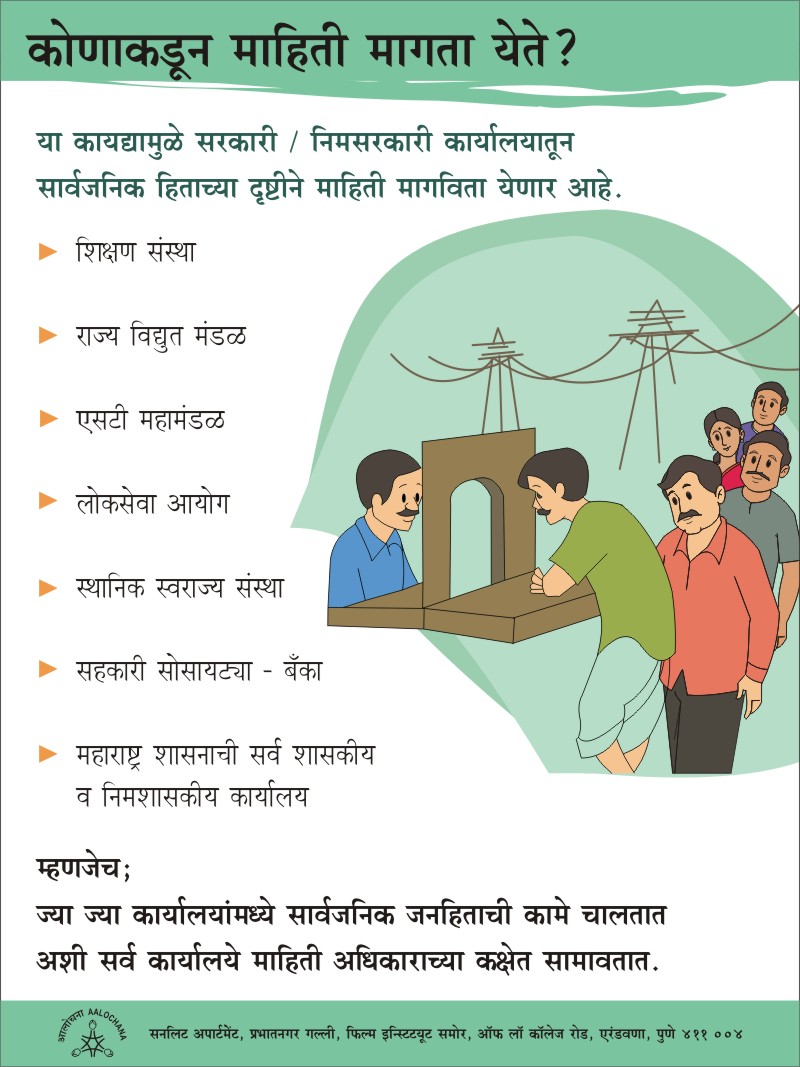 कोणाकडून माहिती मागता येते?
या कायद्यामुळे सरकारी / निमसरकारी कार्यालयातून
सार्वजनिक हिताच्या दृष्टीने माहिती मागविता येणार आहे.
शिक्षण संस्था
राज्य विद्युत मंडळ
एसटी महामंडळ
लोकसेवा आयोग
स्थानिक स्वराज्य संस्था
सहकारी सोसायट्या - बँका
महाराष्ट्र शासनाची सर्व शासकीय
व निमशासकीय कार्यालय
म्हणजेच;
ज्या ज्या कार्यालयांमध्ये सार्वजनिक जनहिताची कामे चालतात
अशी सर्व कार्यालये माहिती अधिकाराच्या कक्षेत सामावतात.
आलोचना AALOCHANA
सनलिट अपार्टमेंट, प्रभातनगर गल्ली, फिल्म इन्स्टिटयूट समोर, ऑफ लॉ कॉलेज रोड, एरंडवणा, पुणे ४११ ००४